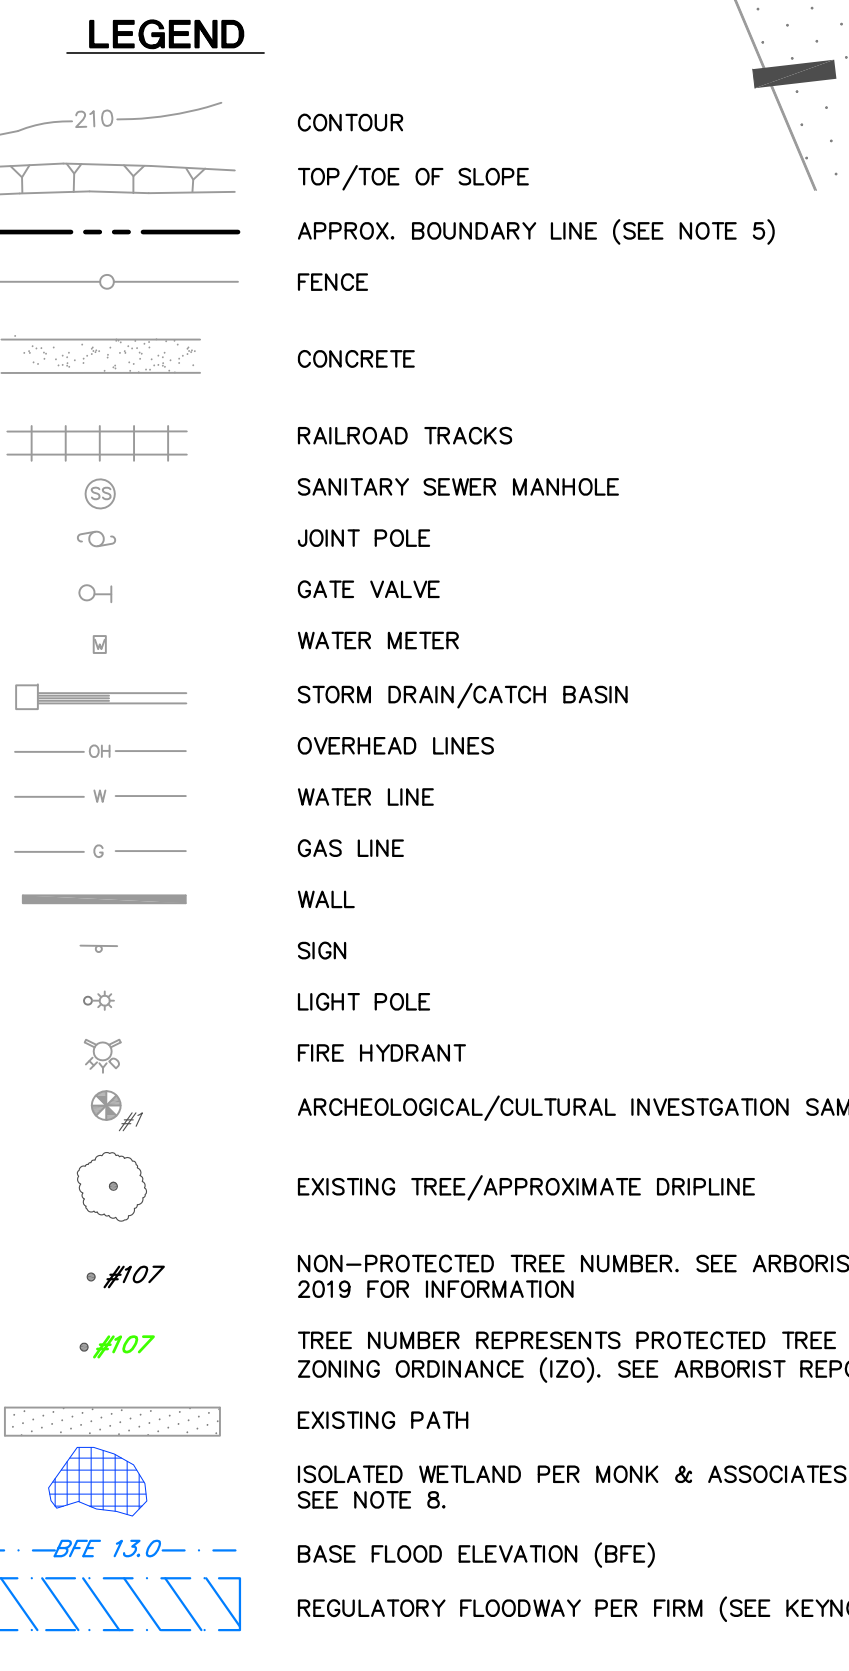 LEGEND
210 CONTOUR
TOP/TOE OF SLOPE
APPROX. BOUNDARY LINE (SEE NOTE 5)
FENCE
CONCRETE
RAILROAD TRACKS
SS SANITARY SEWER MANHOLE
JOINT POLE
GATE VALVE
W WATER METER
STORM DRAIN/CATCH BASIN
OH OVERHEAD LINES
W WATER LINE
G GAS LINE
WALL
SIGN
LIGHT POLE
FIRE HYDRANT
#1 ARCHEOLOGICAL/CULTURAL INVESTGATION
EXISTING TREE/APPROXIMATE DRIPLINE
#107 NON-PROTECTED TREE NUMBER. SEE
2019 FOR INFORMATION
#107 TREE NUMBER REPRESENTS PROTECTED TREE
ZONING ORDINANCE (IZO). SEE ARBORIST
EXISTING PATH
ISOLATED WETLAND PER MONK & ASSOCIATES
SEE NOTE 8.
BFE 13.0 BASE FLOOD ELEVATION (BFE)
REGULATORY FLOODWAY PER FIRM (SEE